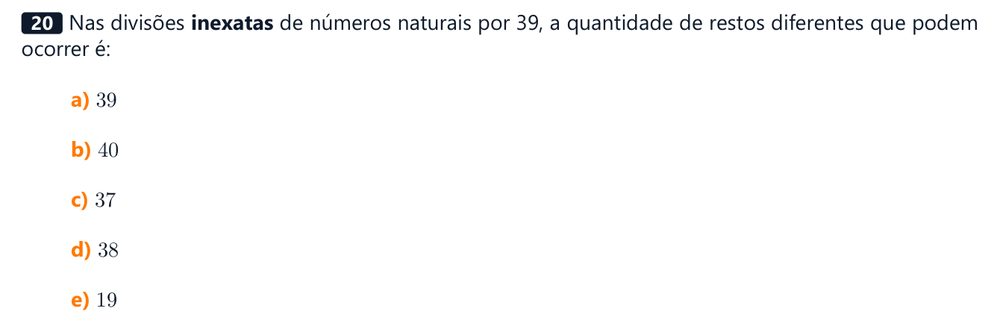 20 Nas divisões inexatas de números naturais por 39, a quantidade de restos diferentes que podem
ocorrer é:
a) 39
b) 40
c) 37
d) 38
e) 19